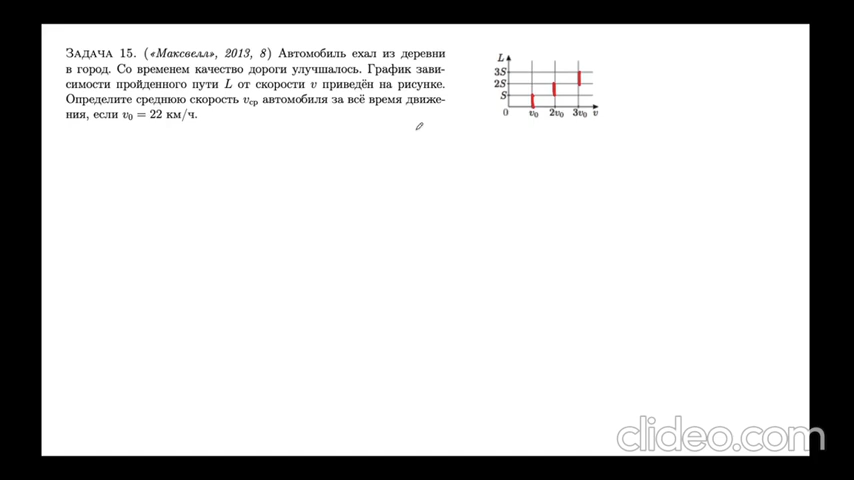 Задача 15. («Максвелл», 2013, 8) Автомобиль ехал из деревни
в город. Со временем качество дороги улучшалось. График зави-
симости пройденного пути L от скорости v приведён на рисунке.
Определите среднюю скорость vср автомобиля за всё время движе-
ния, если v0 = 22 км/ч.
L
3S
2S
S
0 v0 2v0 3v0 v
clideo.com